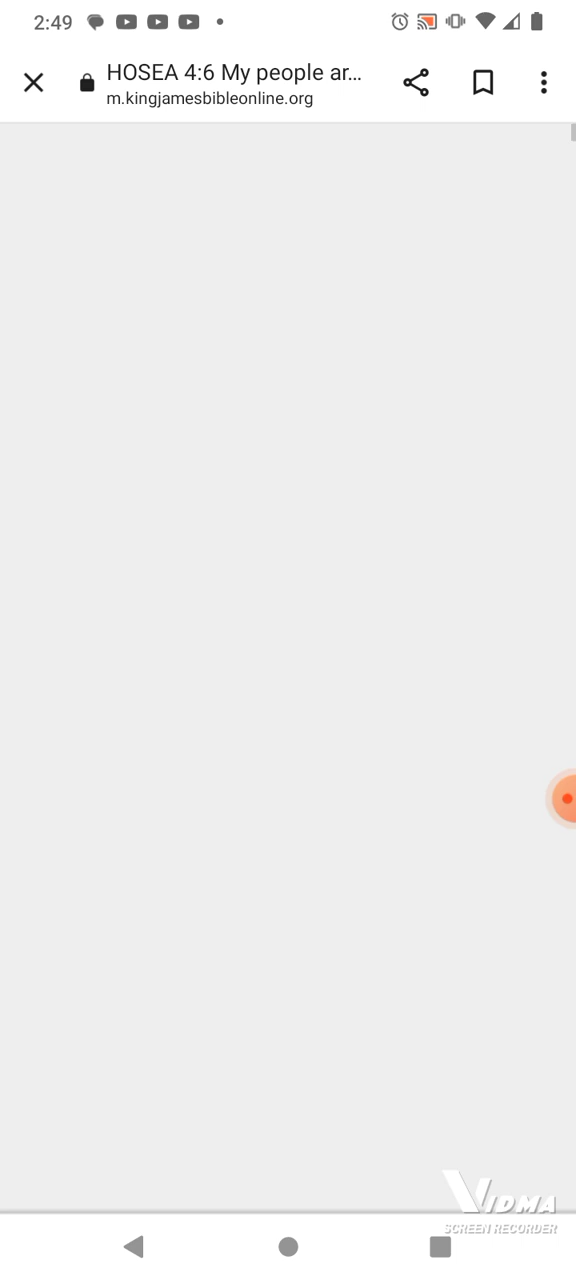 2:49
HOSEA 4:6 My people ar...
m.kingjamesbibleonline.org
VIDMA
SCREEN RECORDER